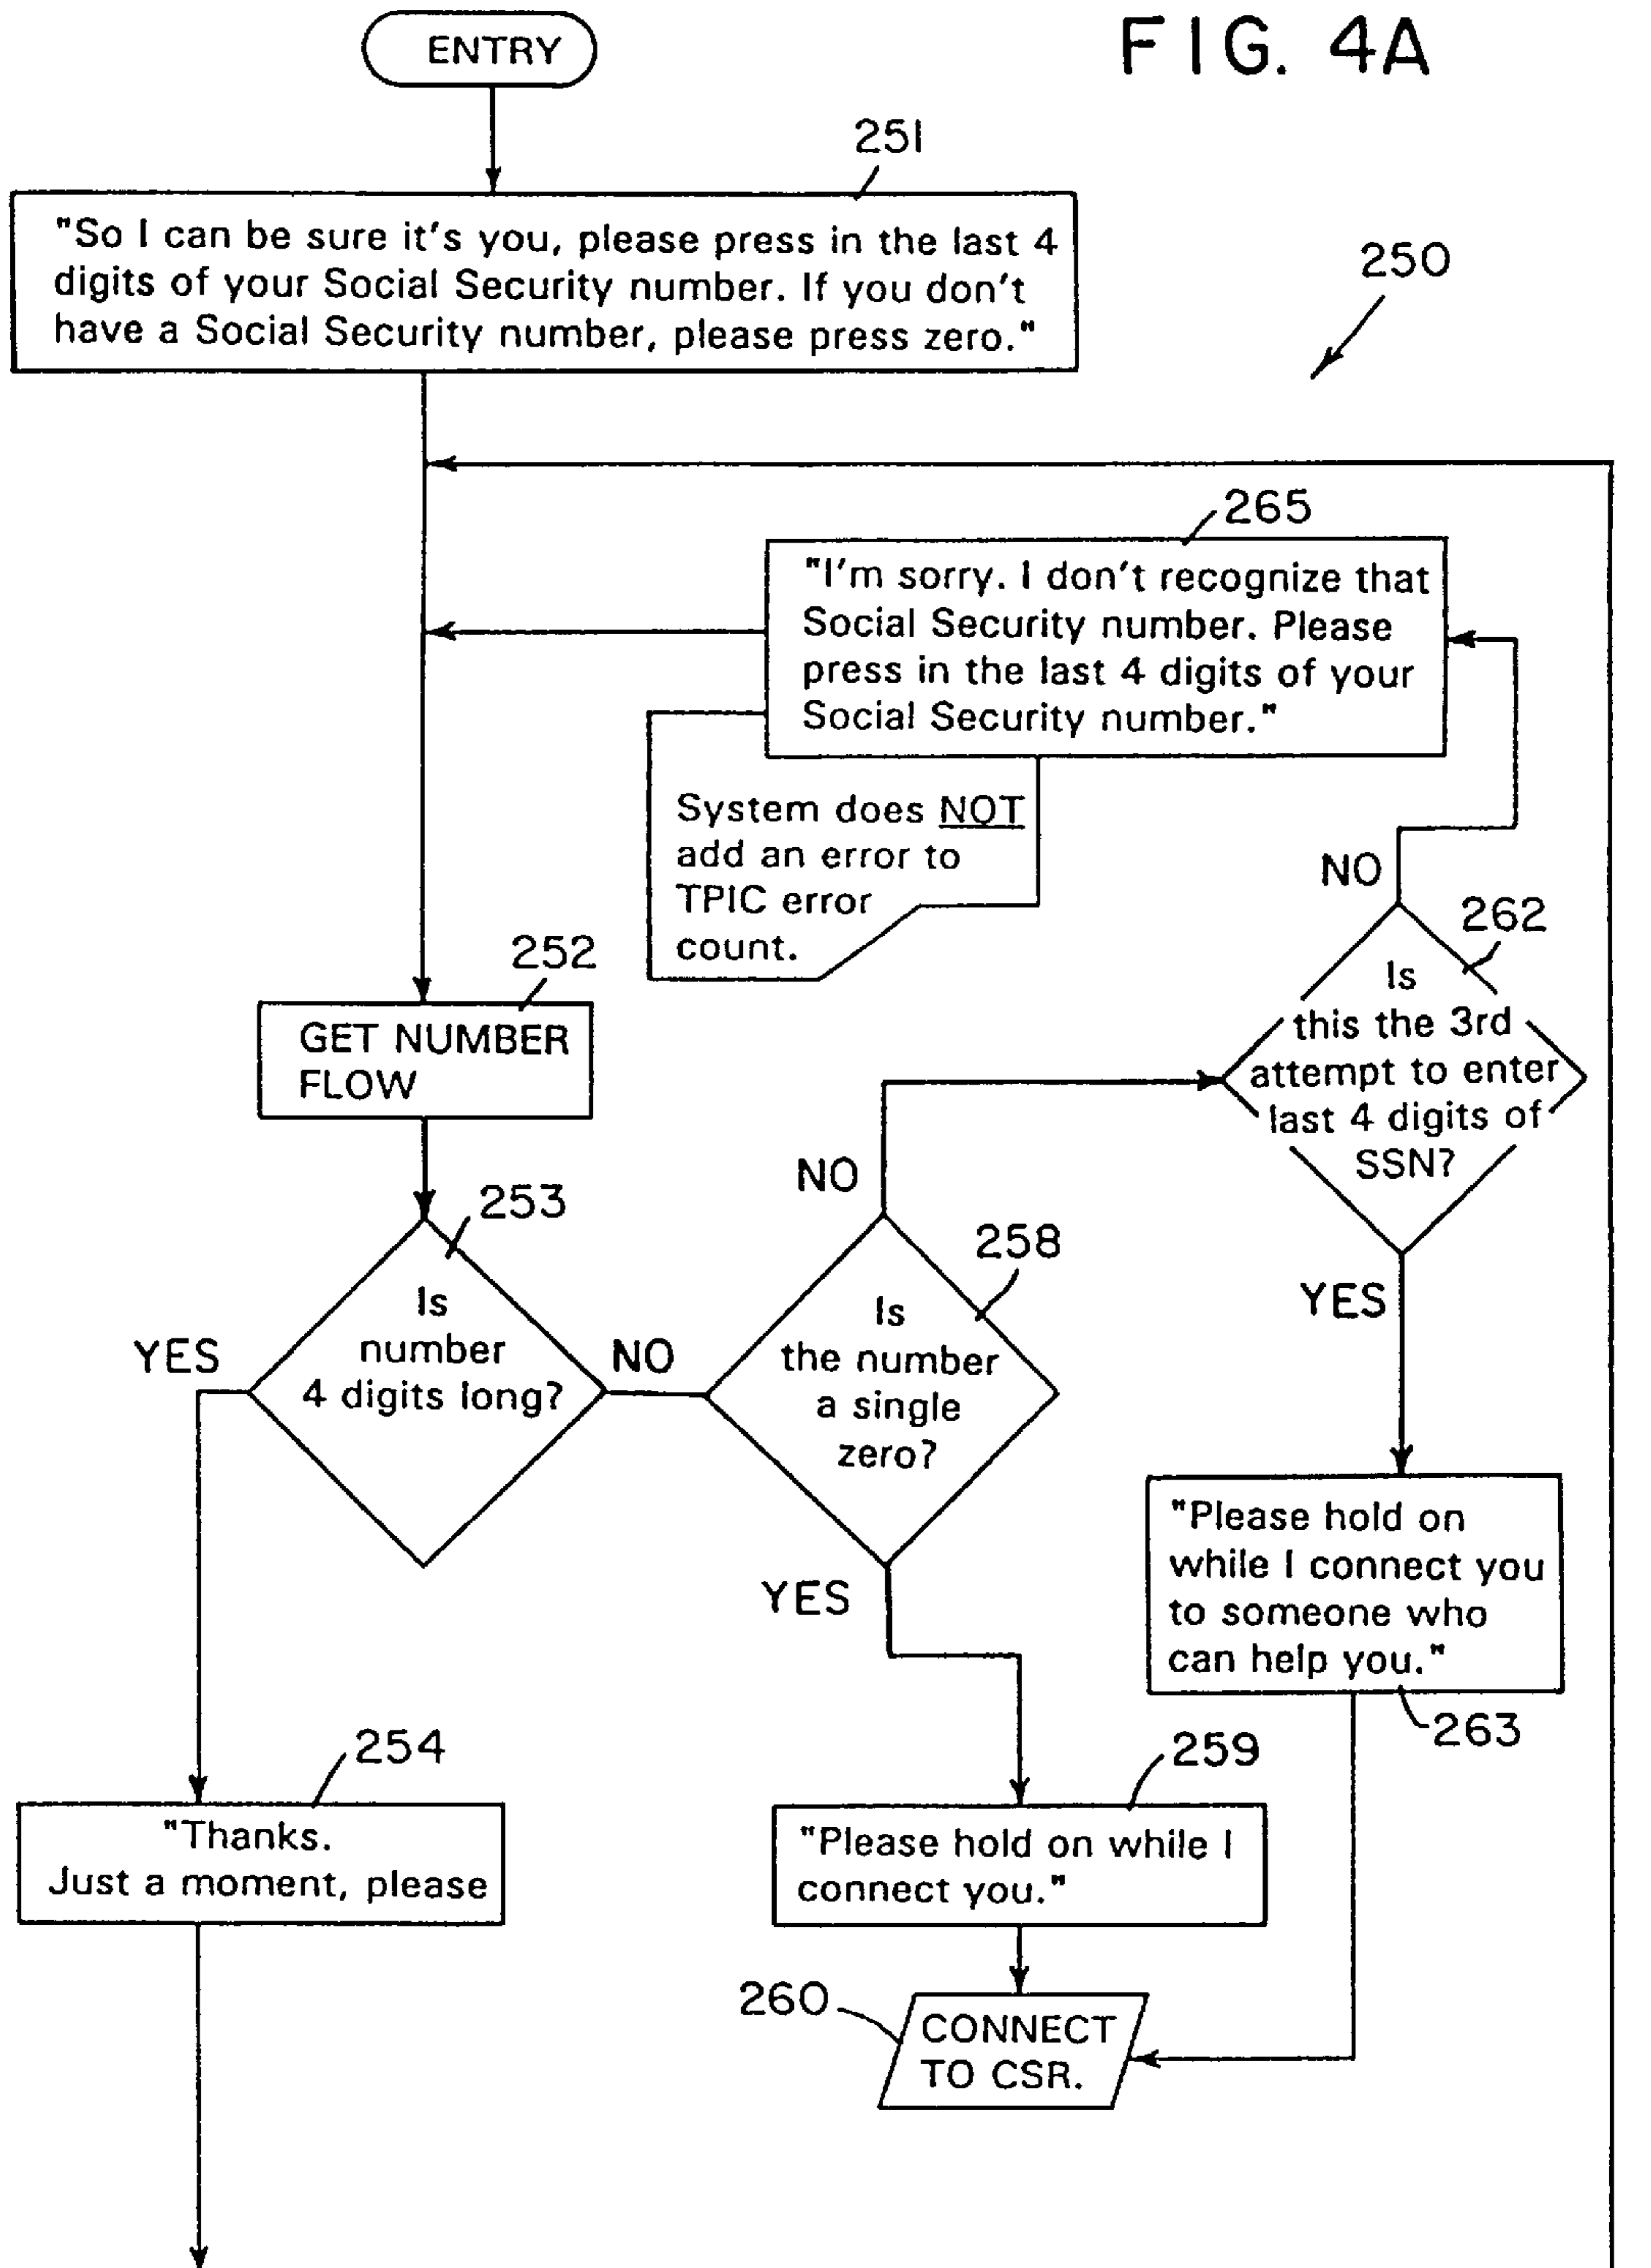 ENTRY
FIG. 4A
251
"So I can be sure it's you, please press in the last 4
digits of your Social Security number. If you don't
have a Social Security number, please press zero."
250
265
"I'm sorry. I don't recognize that
Social Security number. Please
press in the last 4 digits of your
Social Security number."
System does NOT
add an error to
TPIC error
count.
NO
262
Is
this the 3rd
attempt to enter
last 4 digits of
SSN?
252
GET NUMBER
FLOW
253
Is
number
4 digits long?
YES
NO
NO
258
Is
the number
a single
zero?
YES
YES
"Please hold on
while I connect you
to someone who
can help you."
263
254
"Thanks.
Just a moment, please
259
"Please hold on while I
connect you."
260
CONNECT
TO CSR.